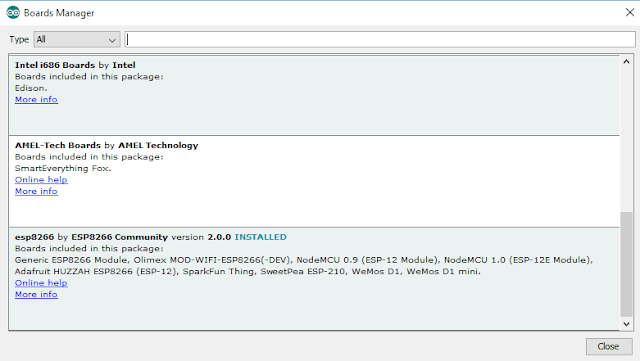 Boards Manager
Type All
Intel i686 Boards by Intel
Boards included in this package:
Edison.
More info
AMEL-Tech Boards by AMEL Technology
Boards included in this package:
SmartEverything Fox.
Online help
More info
esp8266 by ESP8266 Community version 2.0.0 INSTALLED
Boards included in this package:
Generic ESP8266 Module, Olimex MOD-WIFI-ESP8266(-DEV), NodeMCU 0.9 (ESP-12 Module), NodeMCU 1.0 (ESP-12E Module),
Adafruit HUZZAH ESP8266 (ESP-12), SparkFun Thing, SweetPea ESP-210, WeMos D1, WeMos D1 mini.
Online help
More info
Close